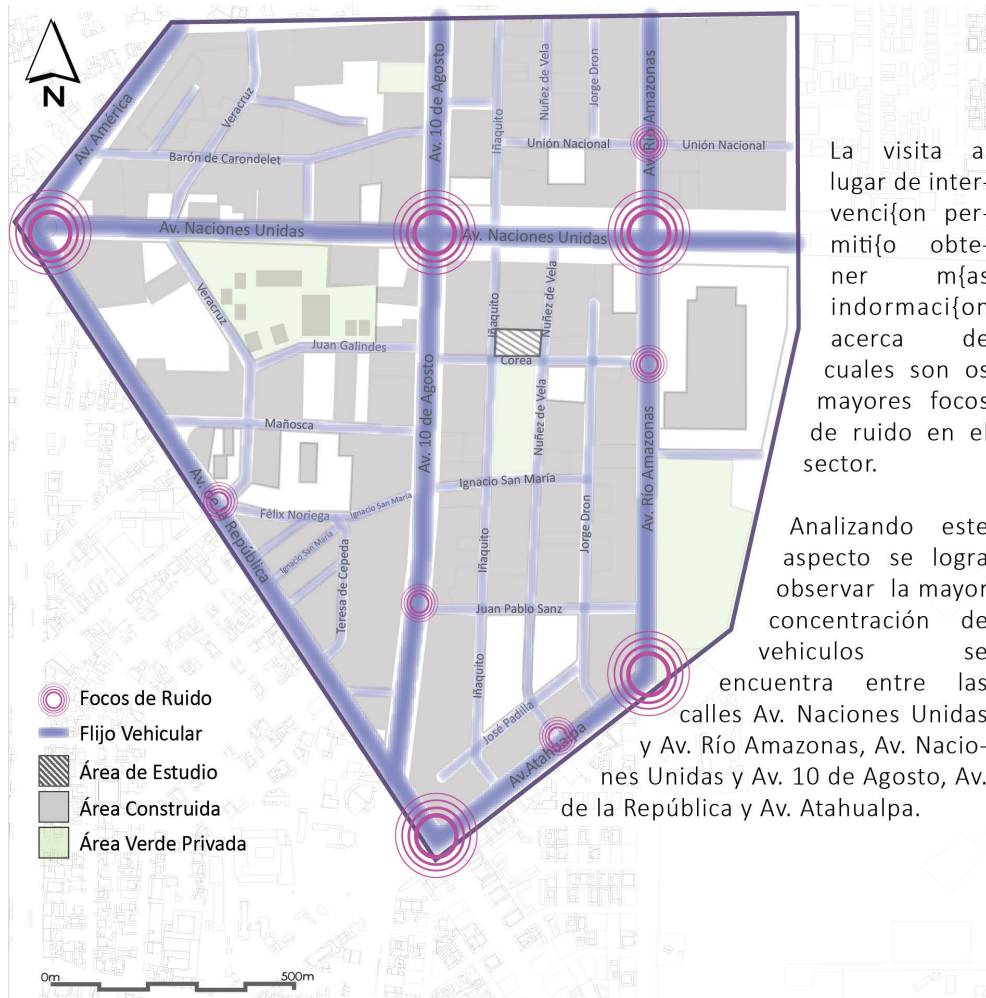 N
Av. América
Veracruz
Av. 10 de Agosto
Iñaquito
Nuñez de Vela
Jorge Dron
Av. Río Amazonas
Barón de Carondelet
Unión Nacional
Unión Nacional
Av. Naciones Unidas
Av. Naciones Unidas
Veracruz
Iñaquito
Nuñez de Vela
Juan Galindes
Corea
Av. 10 de Agosto
Nuñez de Vela
Av. Río Amazonas
Mañosca
Av. de la República
Ignacio San María
Félix Noriega
Ignacio San María
Ignacio San María
Teresa de Cepeda
Iñaquito
Jorge Dron
Juan Pablo Sanz
Iñaquito
José Padilla
Av.Atahualpa
Focos de Ruido
Flijo Vehicular
Área de Estudio
Área Construida
Área Verde Privada
0m
500m
La visita a
lugar de inter-
venci{on per-
miti{o obte-
ner m{as
indormaci{on
acerca de
cuales son os
mayores focos
de ruido en el
sector.
Analizando este
aspecto se logra
observar la mayor
concentración de
vehiculos se
encuentra entre las
calles Av. Naciones Unidas
y Av. Río Amazonas, Av. Nacio-
nes Unidas y Av. 10 de Agosto, Av.
de la República y Av. Atahualpa.